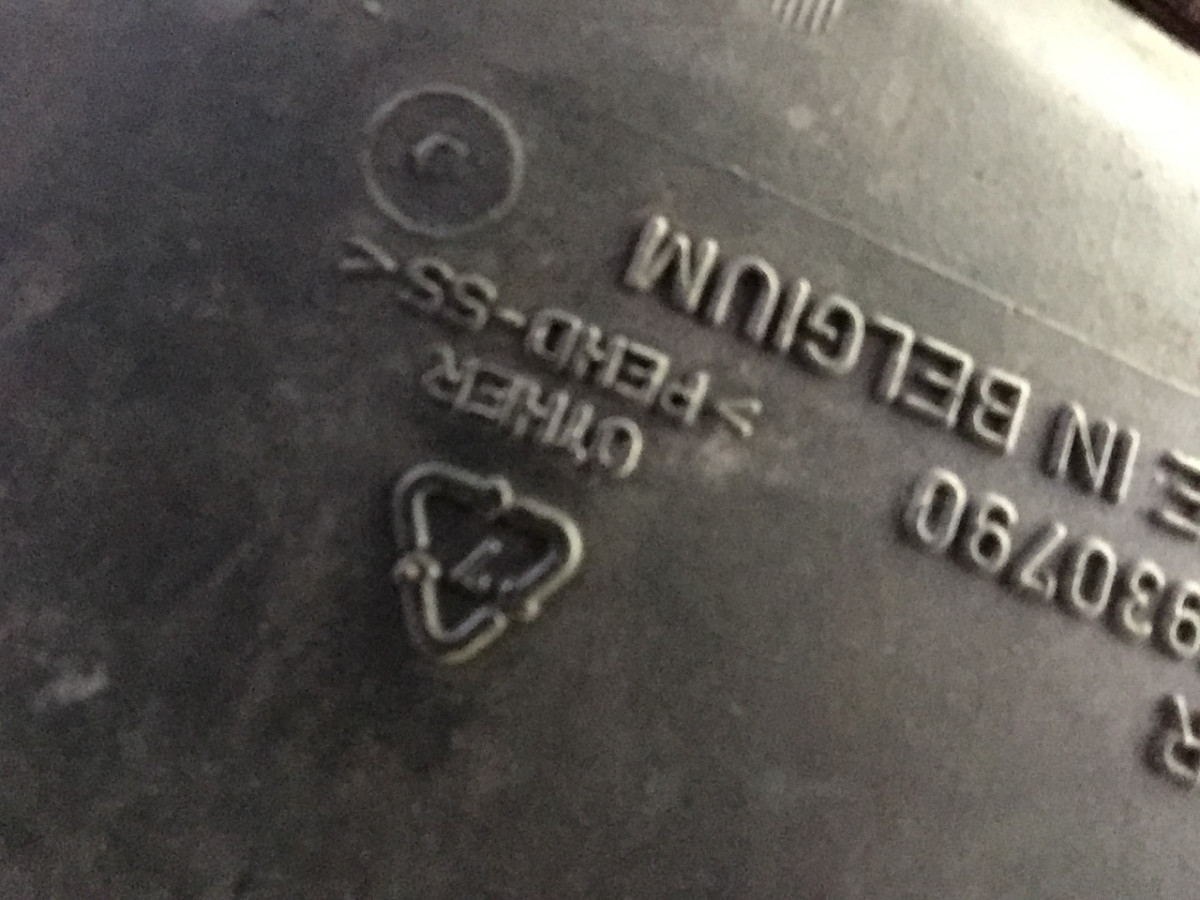 R
930790
E IN BELGIUM
7
OTHER
>PEHD-SS<
C